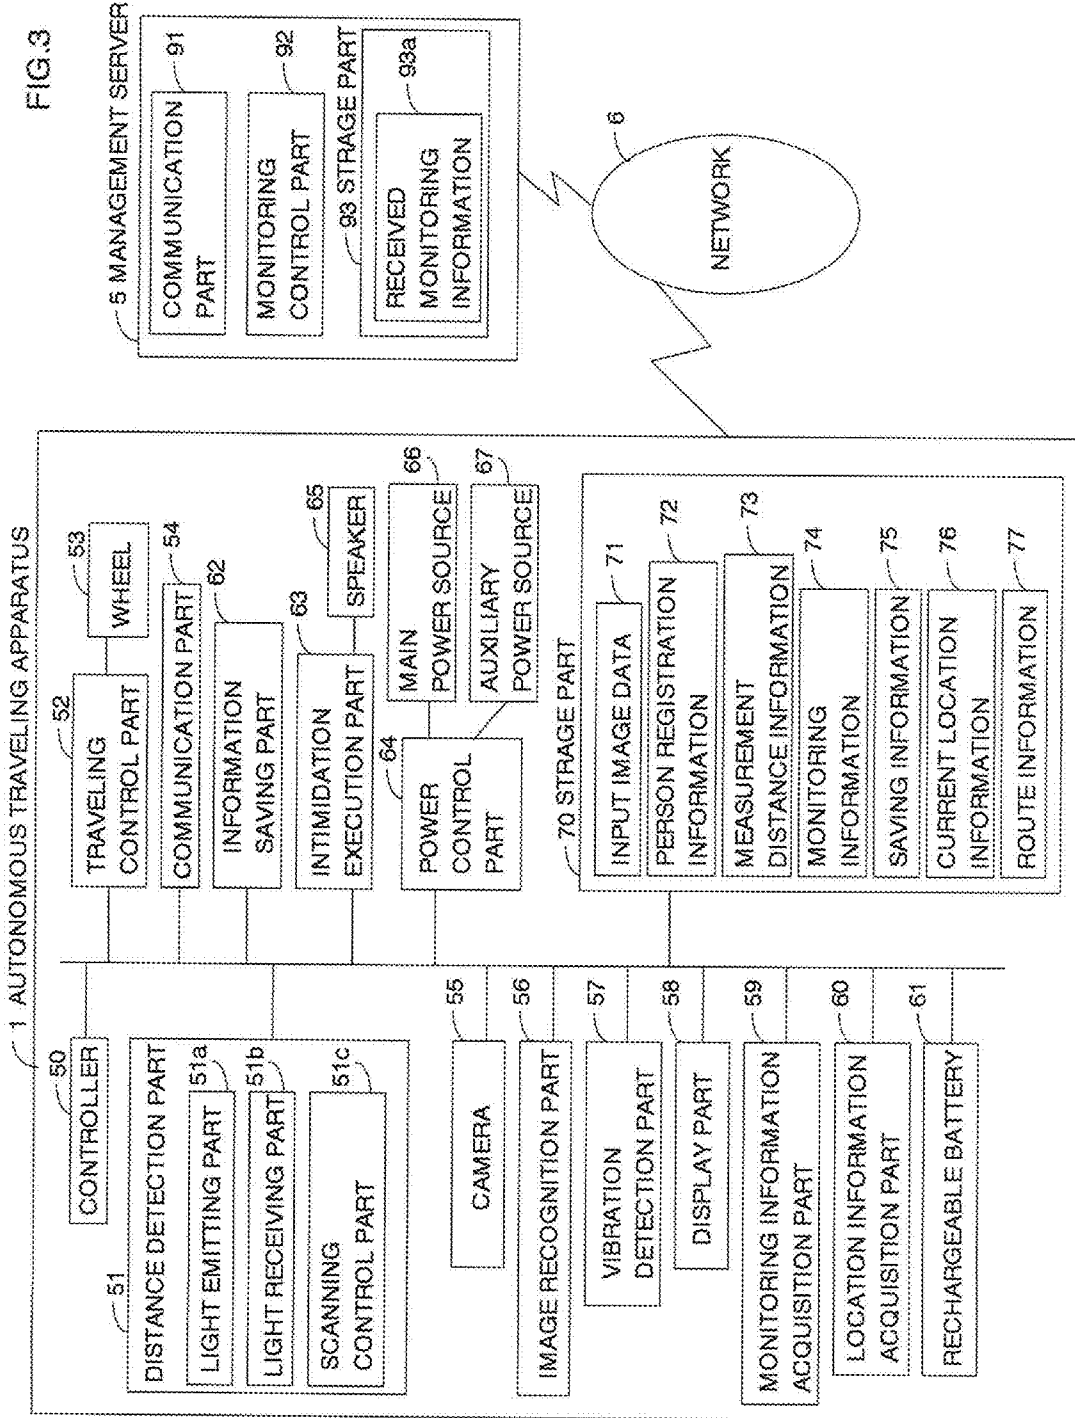 FIG.3
1 AUTONOMOUS TRAVELING APPARATUS
50
CONTROLLER
51
DISTANCE DETECTION PART
51a
LIGHT EMITTING PART
51b
LIGHT RECEIVING PART
51c
SCANNING
CONTROL PART
55
CAMERA
56
IMAGE RECOGNITION PART
57
VIBRATION
DETECTION PART
58
DISPLAY PART
59
MONITORING INFORMATION
ACQUISITION PART
60
LOCATION INFORMATION
ACQUISITION PART
61
RECHARGEABLE BATTERY
52
TRAVELING
CONTROL PART
53
WHEEL
54
COMMUNICATION PART
62
INFORMATION
SAVING PART
63
INTIMIDATION
EXECUTION PART
65
SPEAKER
64
POWER
CONTROL
PART
66
MAIN
POWER SOURCE
67
AUXILIARY
POWER SOURCE
70 STRAGE PART
71
INPUT IMAGE DATA
72
PERSON REGISTRATION
INFORMATION
73
MEASUREMENT
DISTANCE INFORMATION
74
MONITORING
INFORMATION
75
SAVING INFORMATION
76
CURRENT LOCATION
INFORMATION
77
ROUTE INFORMATION
5 MANAGEMENT SERVER
91
COMMUNICATION
PART
92
MONITORING
CONTROL PART
93 STRAGE PART
93a
RECEIVED
MONITORING
INFORMATION
6
NETWORK